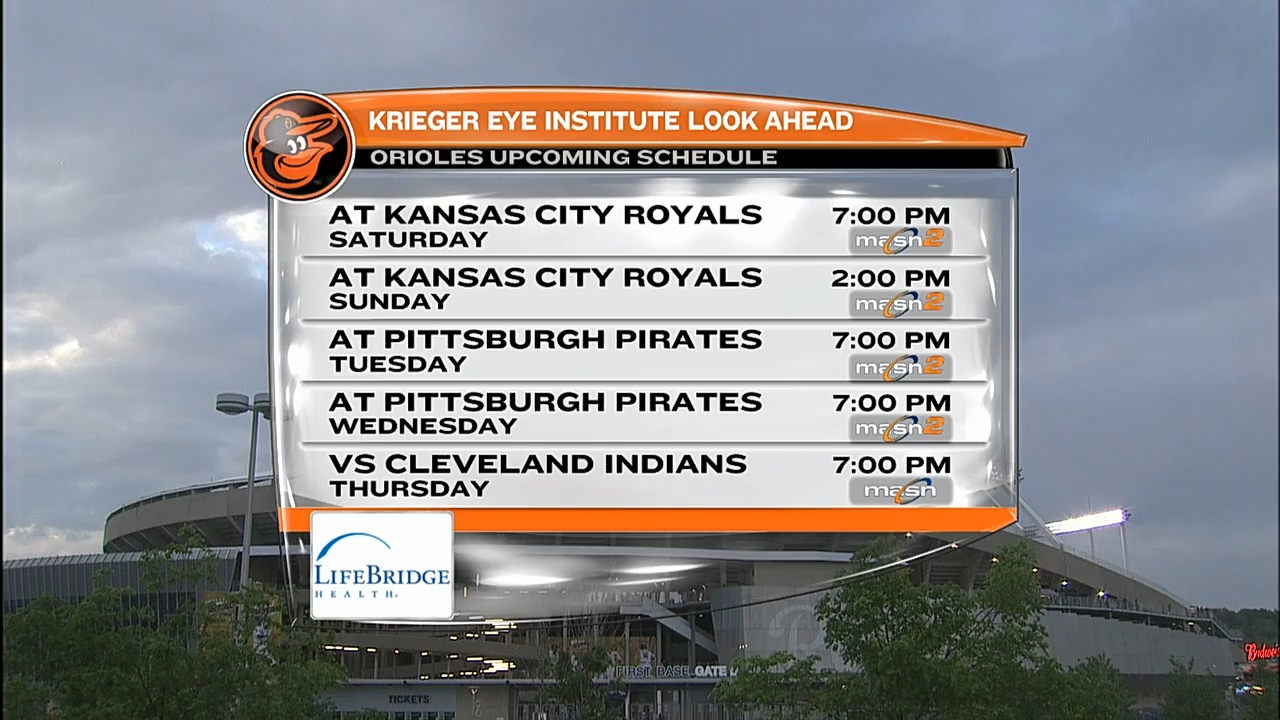 KRIEGER EYE INSTITUTE LOOK AHEAD
ORIOLES UPCOMING SCHEDULE
AT KANSAS CITY ROYALS 7:00 PM
SATURDAY masn2
AT KANSAS CITY ROYALS 2:00 PM
SUNDAY masn2
AT PITTSBURGH PIRATES 7:00 PM
TUESDAY masn2
AT PITTSBURGH PIRATES 7:00 PM
WEDNESDAY masn2
VS CLEVELAND INDIANS 7:00 PM
THURSDAY masn
LIFEBRIDGE
HEALTH.
FIRST BASE GATE
TICKETS